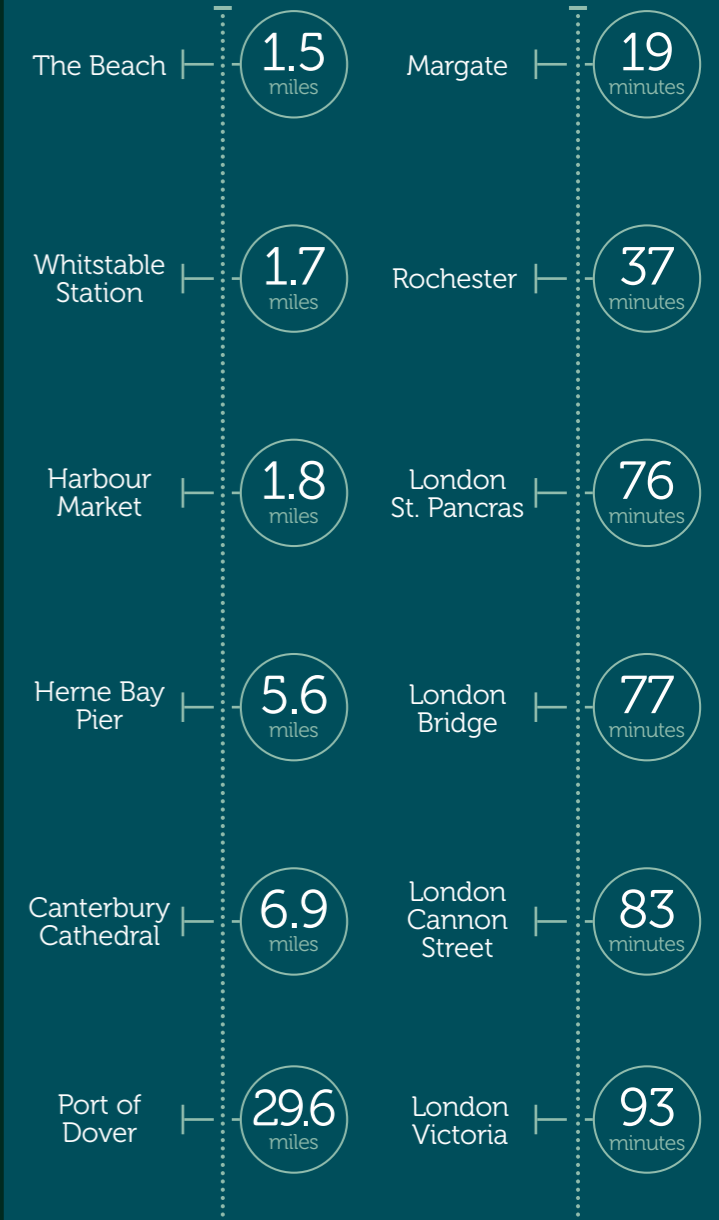 The Beach
1.5
miles
Whitstable
Station
1.7
miles
Harbour
Market
1.8
miles
Herne Bay
Pier
5.6
miles
Canterbury
Cathedral
6.9
miles
Port of
Dover
29.6
miles
Margate
19
minutes
Rochester
37
minutes
London
St. Pancras
76
minutes
London
Bridge
77
minutes
London
Cannon
Street
83
minutes
London
Victoria
93
minutes